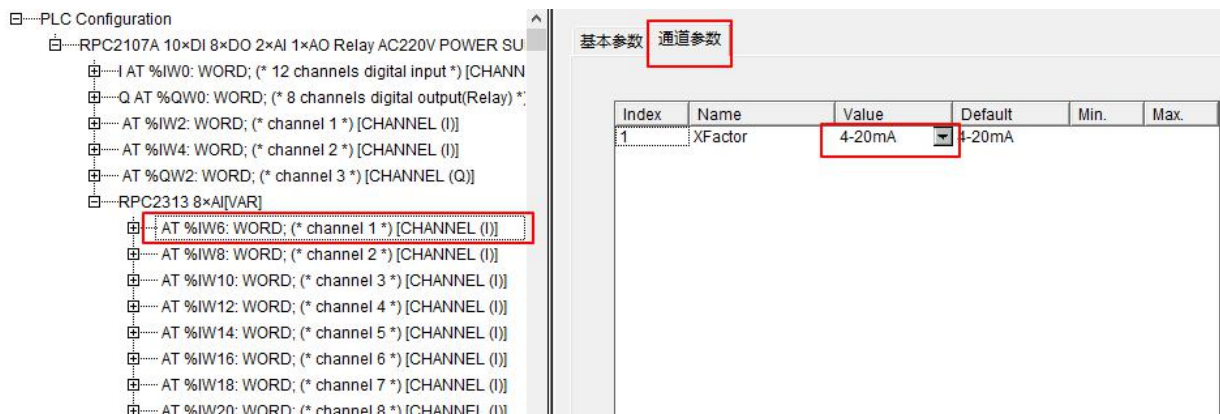 PLC Configuration
RPC2107A 10×DI 8×DO 2×AI 1×AO Relay AC220V POWER SU
I AT %IW0: WORD; (* 12 channels digital input *) [CHANN
Q AT %QW0: WORD; (* 8 channels digital output(Relay) *)
AT %IW2: WORD; (* channel 1 *) [CHANNEL (I)]
AT %IW4: WORD; (* channel 2 *) [CHANNEL (I)]
AT %QW2: WORD; (* channel 3 *) [CHANNEL (Q)]
RPC2313 8×AI[VAR]
AT %IW6: WORD; (* channel 1 *) [CHANNEL (I)]
AT %IW8: WORD; (* channel 2 *) [CHANNEL (I)]
AT %IW10: WORD; (* channel 3 *) [CHANNEL (I)]
AT %IW12: WORD; (* channel 4 *) [CHANNEL (I)]
AT %IW14: WORD; (* channel 5 *) [CHANNEL (I)]
AT %IW16: WORD; (* channel 6 *) [CHANNEL (I)]
AT %IW18: WORD; (* channel 7 *) [CHANNEL (I)]
AT %IW20: WORD; (* channel 8 *) [CHANNEL (I)]
基本参数 通道参数
Index Name Value Default Min. Max.
1 XFactor 4-20mA 4-20mA